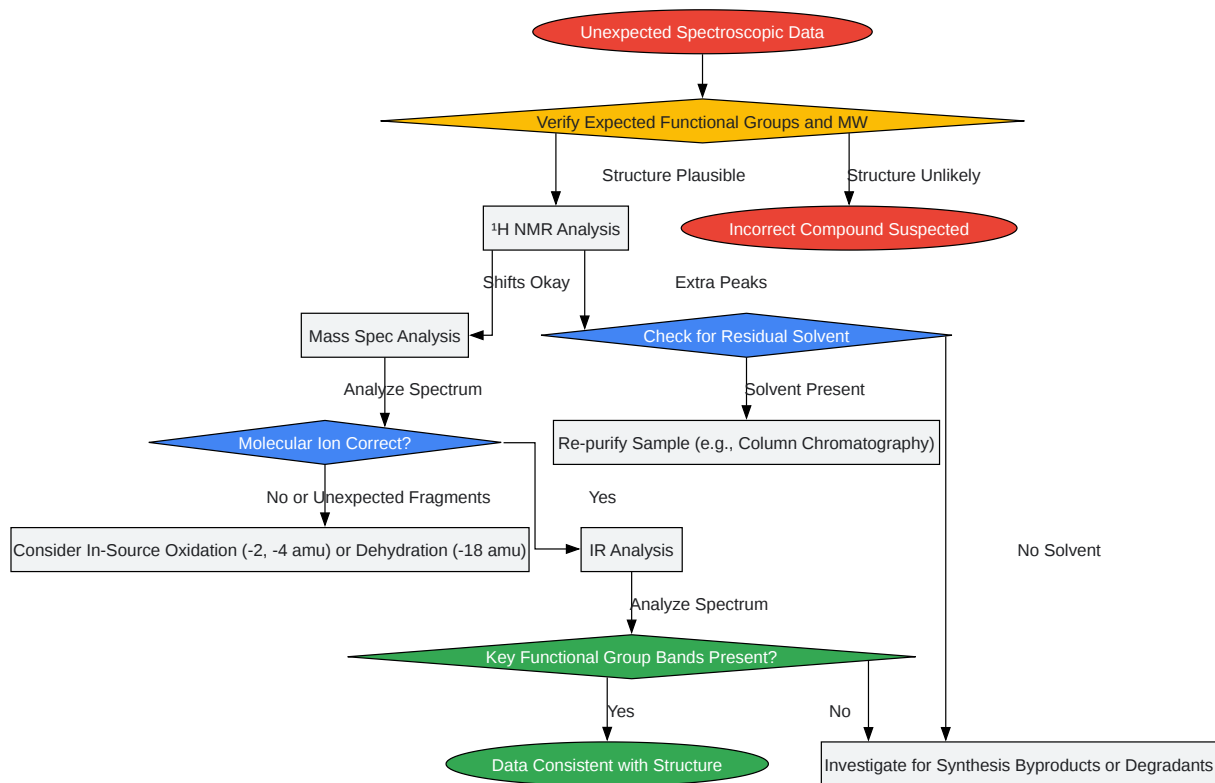 Unexpected Spectroscopic Data
Verify Expected Functional Groups and MW
Structure Plausible
Structure Unlikely
¹H NMR Analysis
Incorrect Compound Suspected
Shifts Okay
Extra Peaks
Mass Spec Analysis
Check for Residual Solvent
Analyze Spectrum
Solvent Present
Molecular Ion Correct?
Re-purify Sample (e.g., Column Chromatography)
No or Unexpected Fragments
Yes
Consider In-Source Oxidation (-2, -4 amu) or Dehydration (-18 amu)
IR Analysis
No Solvent
Analyze Spectrum
Key Functional Group Bands Present?
Yes
No
Data Consistent with Structure
Investigate for Synthesis Byproducts or Degradants